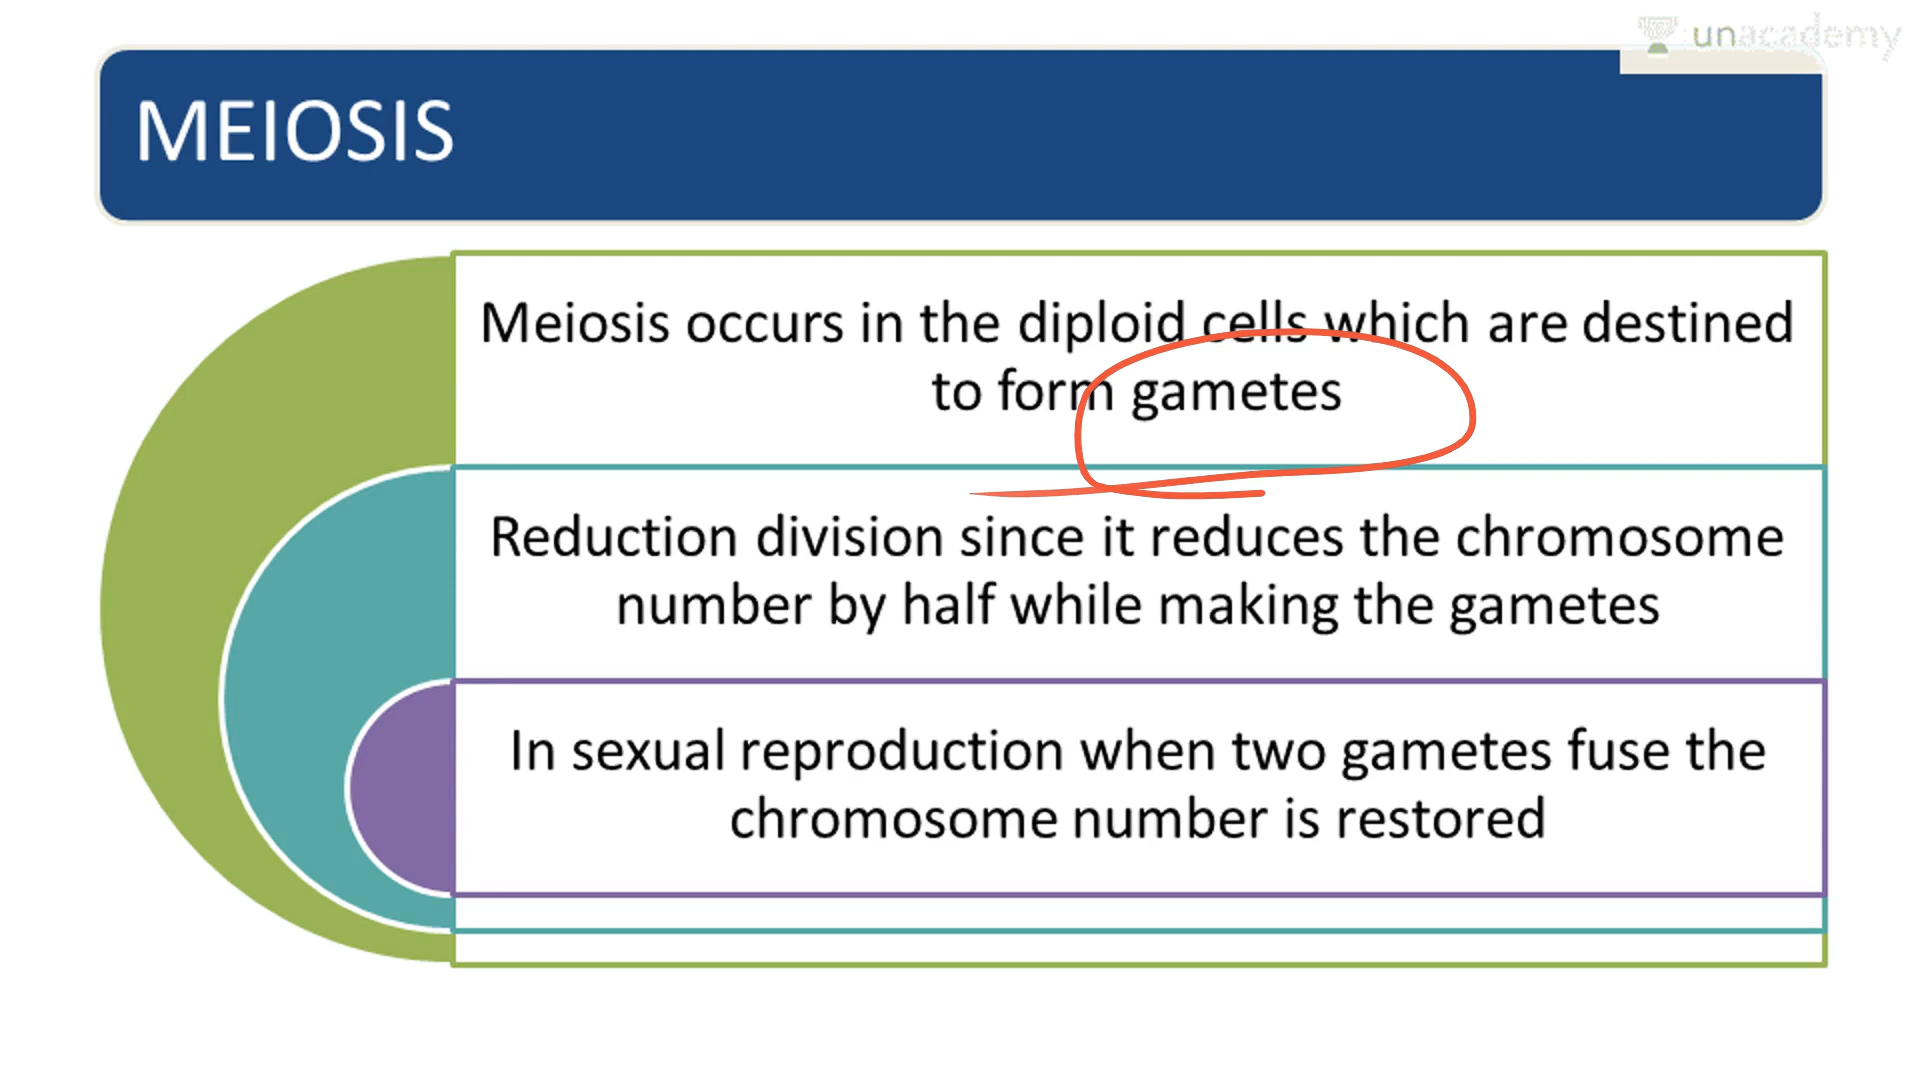 unacademy
MEIOSIS
Meiosis occurs in the diploid cells which are destined
to form gametes
Reduction division since it reduces the chromosome
number by half while making the gametes
In sexual reproduction when two gametes fuse the
chromosome number is restored